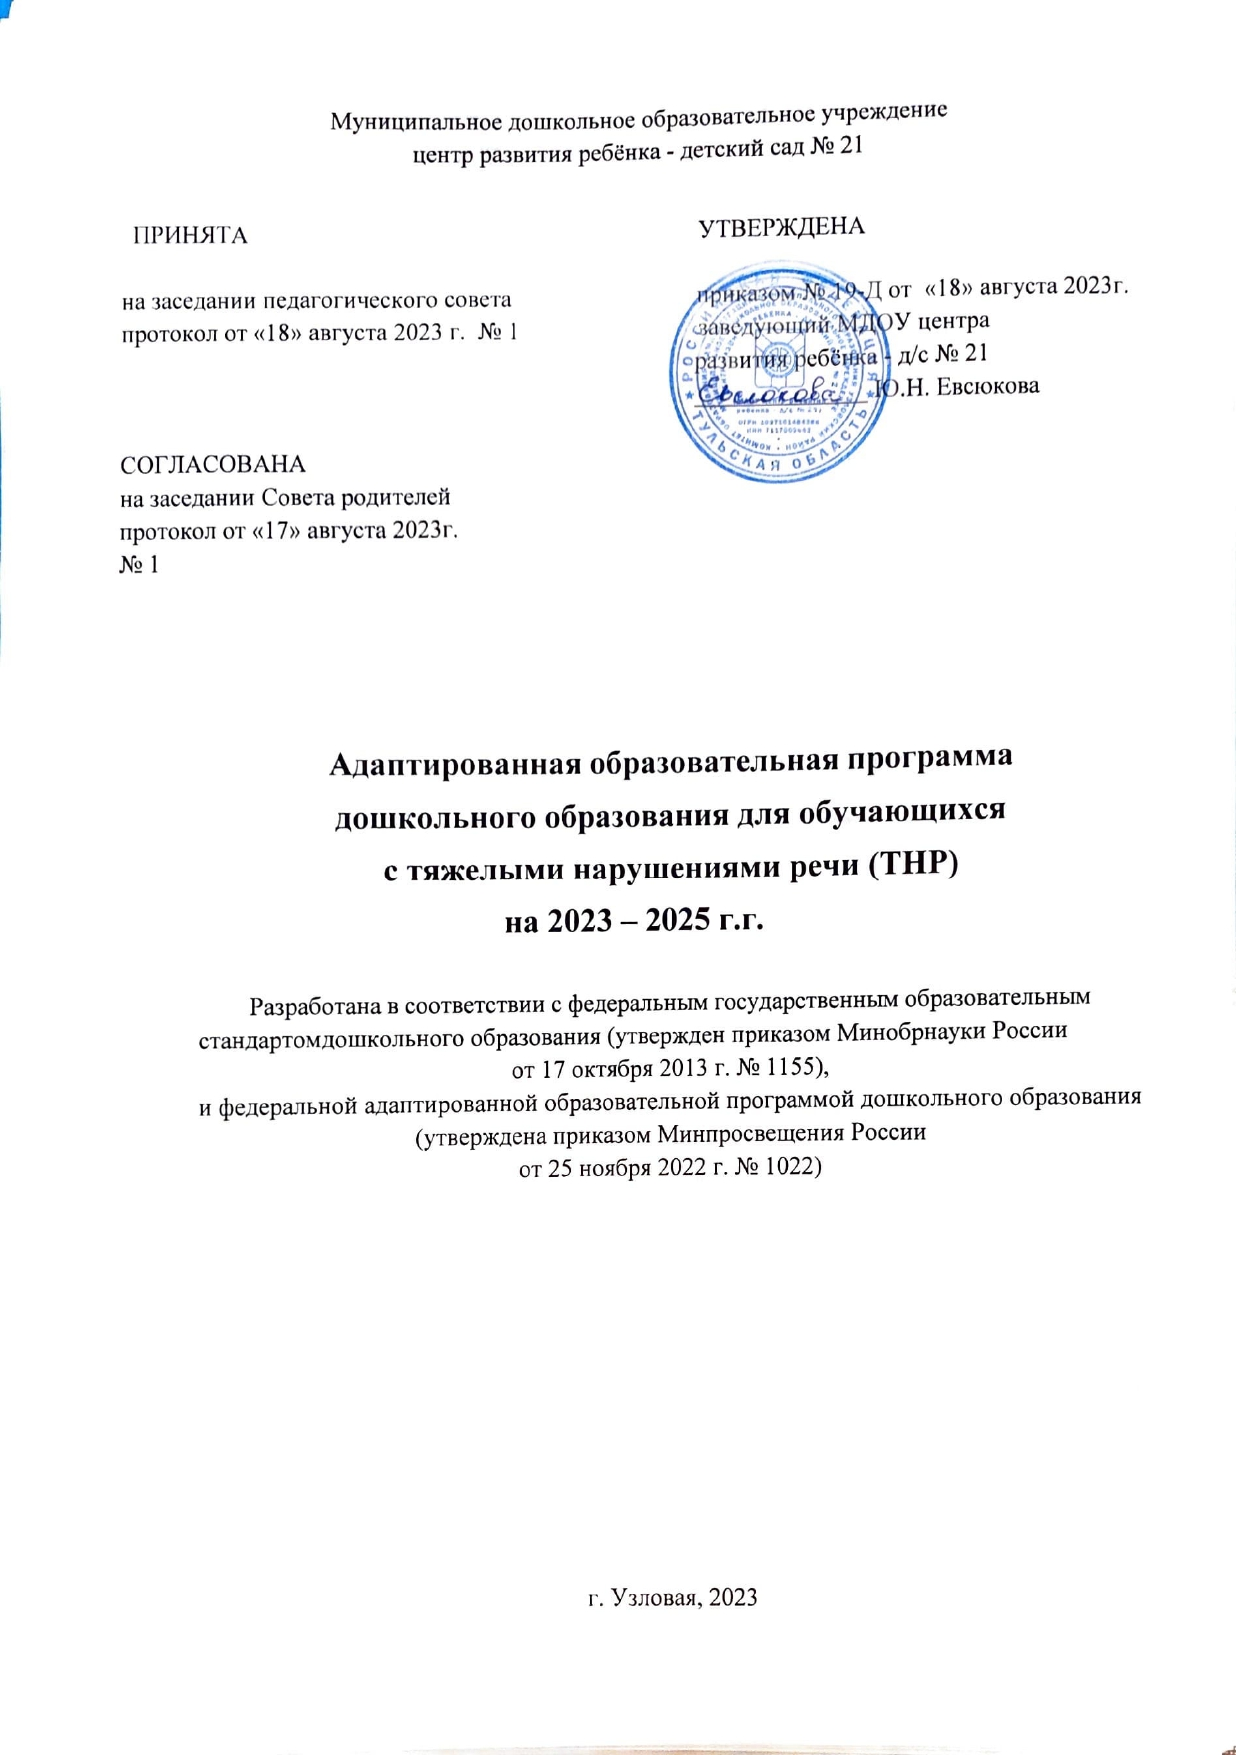 Муниципальное дошкольное образовательное учреждение
центр развития ребёнка - детский сад № 21
ПРИНЯТА
на заседании педагогического совета
протокол от «18» августа 2023 г. № 1
УТВЕРЖДЕНА
приказом № 19-Д от «18» августа 2023г.
заведующий МДОУ центра
развития ребёнка - д/с № 21
Евсюкова Ю.Н. Евсюкова
РОССИЙСКАЯ ФЕДЕРАЦИЯ
ТУЛЬСКАЯ ОБЛАСТЬ
СОГЛАСОВАНА
на заседании Совета родителей
протокол от «17» августа 2023г.
№ 1
Адаптированная образовательная программа
дошкольного образования для обучающихся
с тяжелыми нарушениями речи (ТНР)
на 2023 – 2025 г.г.
Разработана в соответствии с федеральным государственным образовательным
стандартомдошкольного образования (утвержден приказом Минобрнауки России
от 17 октября 2013 г. № 1155),
и федеральной адаптированной образовательной программой дошкольного образования
(утверждена приказом Минпросвещения России
от 25 ноября 2022 г. № 1022)
г. Узловая, 2023